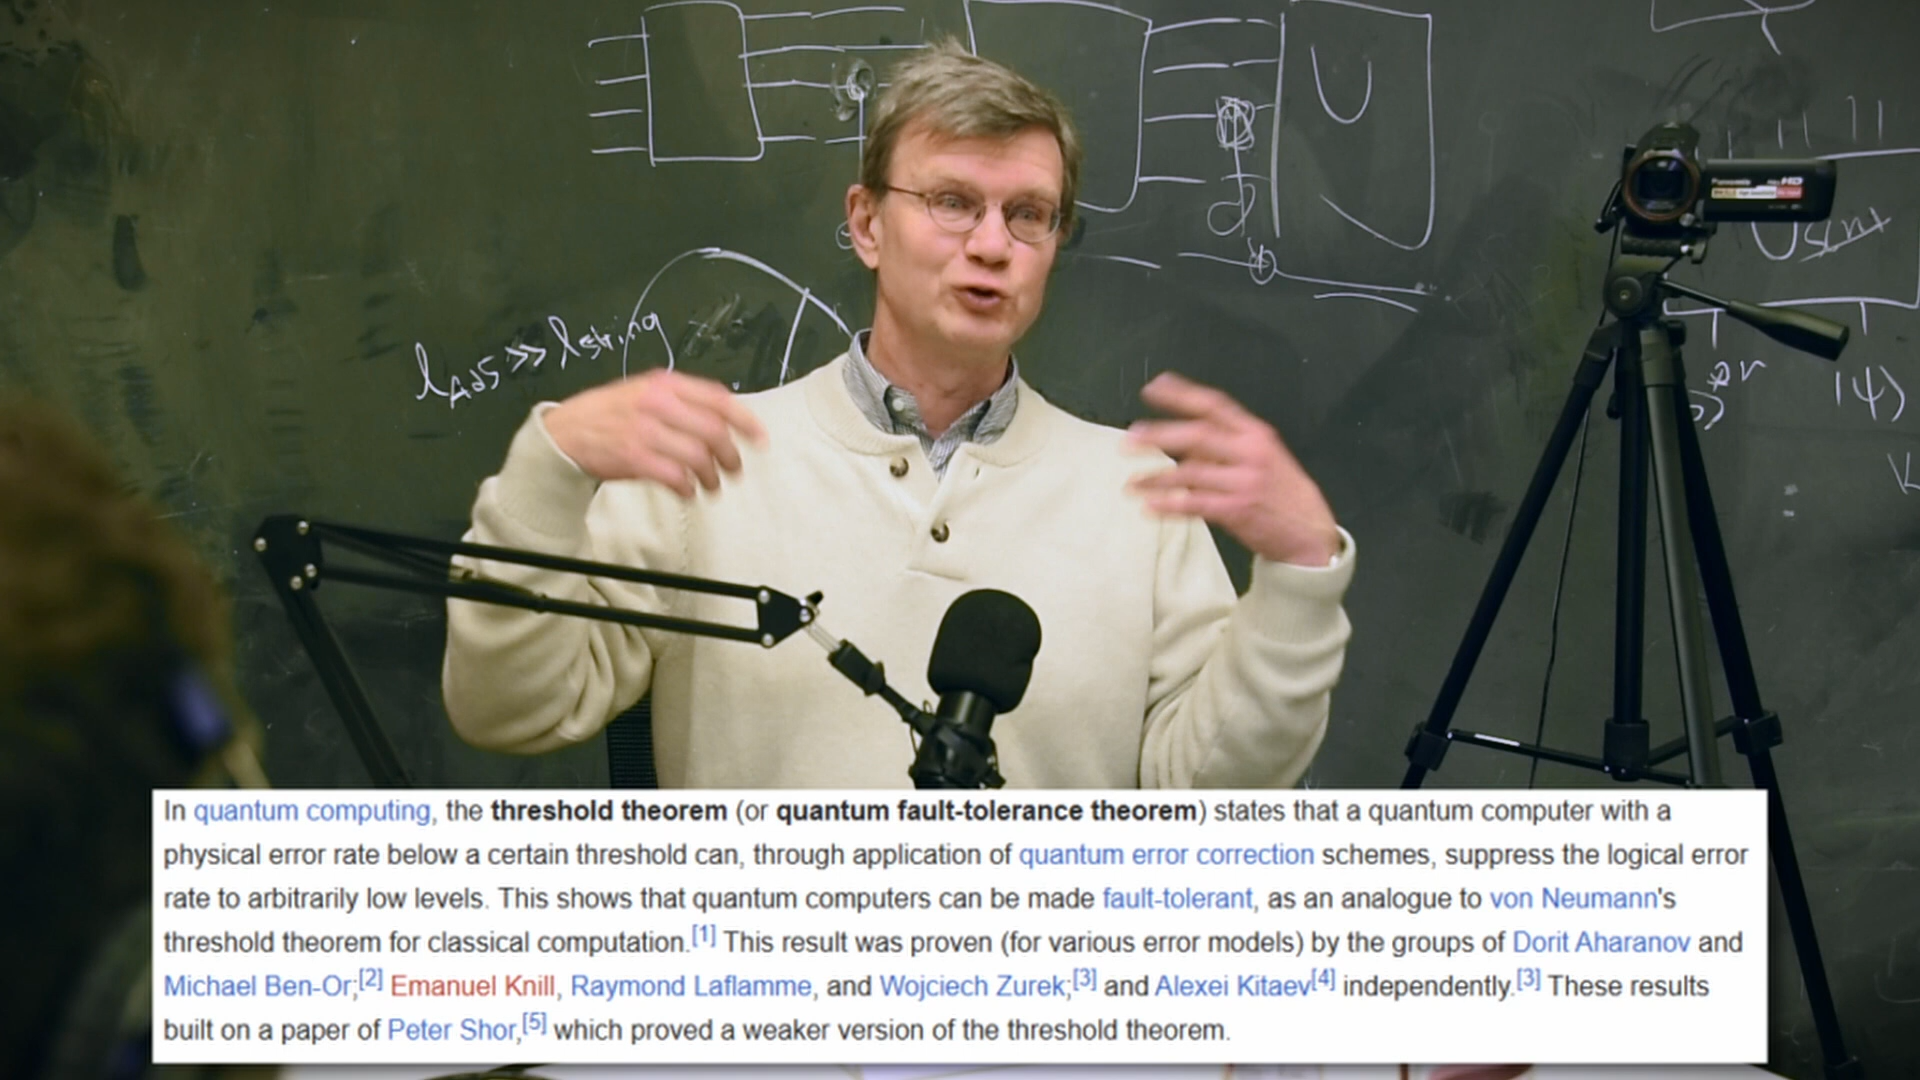 U
l_AdS >> l_string
Panasonic
HD
|ψ⟩
In quantum computing, the threshold theorem (or quantum fault-tolerance theorem) states that a quantum computer with a
physical error rate below a certain threshold can, through application of quantum error correction schemes, suppress the logical error
rate to arbitrarily low levels. This shows that quantum computers can be made fault-tolerant, as an analogue to von Neumann's
threshold theorem for classical computation.[1] This result was proven (for various error models) by the groups of Dorit Aharanov and
Michael Ben-Or;[2] Emanuel Knill, Raymond Laflamme, and Wojciech Zurek;[3] and Alexei Kitaev[4] independently.[3] These results
built on a paper of Peter Shor,[5] which proved a weaker version of the threshold theorem.